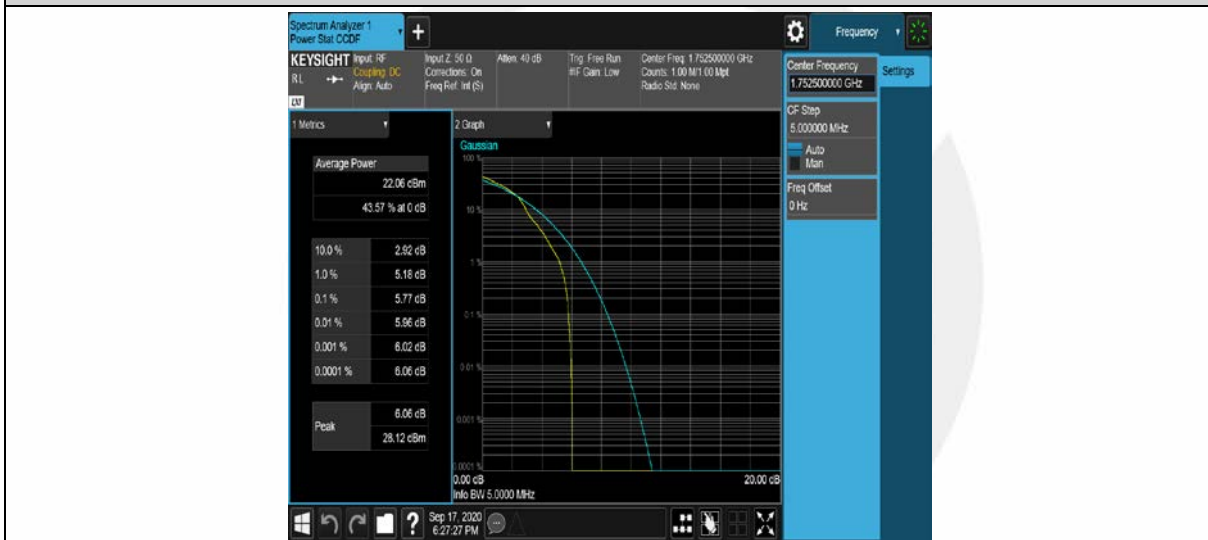 Spectrum Analyzer 1
Power Stat CCDF
+
Frequency
KEYSIGHT
RL
Input: RF
Coupling: DC
Align: Auto
Input Z: 50 Ω
Corrections: On
Freq Ref: Int (S)
Atten: 40 dB
Trig: Free Run
#IF Gain: Low
Center Freq: 1.752500000 GHz
Counts: 1.00 M/1.00 Mpt
Radio Std: None
Center Frequency
1.752500000 GHz
Settings
CF Step
5.000000 MHz
Auto
Man
Freq Offset
0 Hz
1 Metrics
Average Power
22.06 dBm
43.57 % at 0 dB
10.0 % 2.92 dB
1.0 % 5.18 dB
0.1 % 5.77 dB
0.01 % 5.96 dB
0.001 % 6.02 dB
0.0001 % 6.06 dB
Peak
6.06 dB
28.12 dBm
2 Graph
Gaussian
100 %
10 %
1 %
0.1 %
0.01 %
0.001 %
0.0001 %
0.00 dB
20.00 dB
Info BW 5.0000 MHz
?
Sep 17, 2020
6:27:27 PM